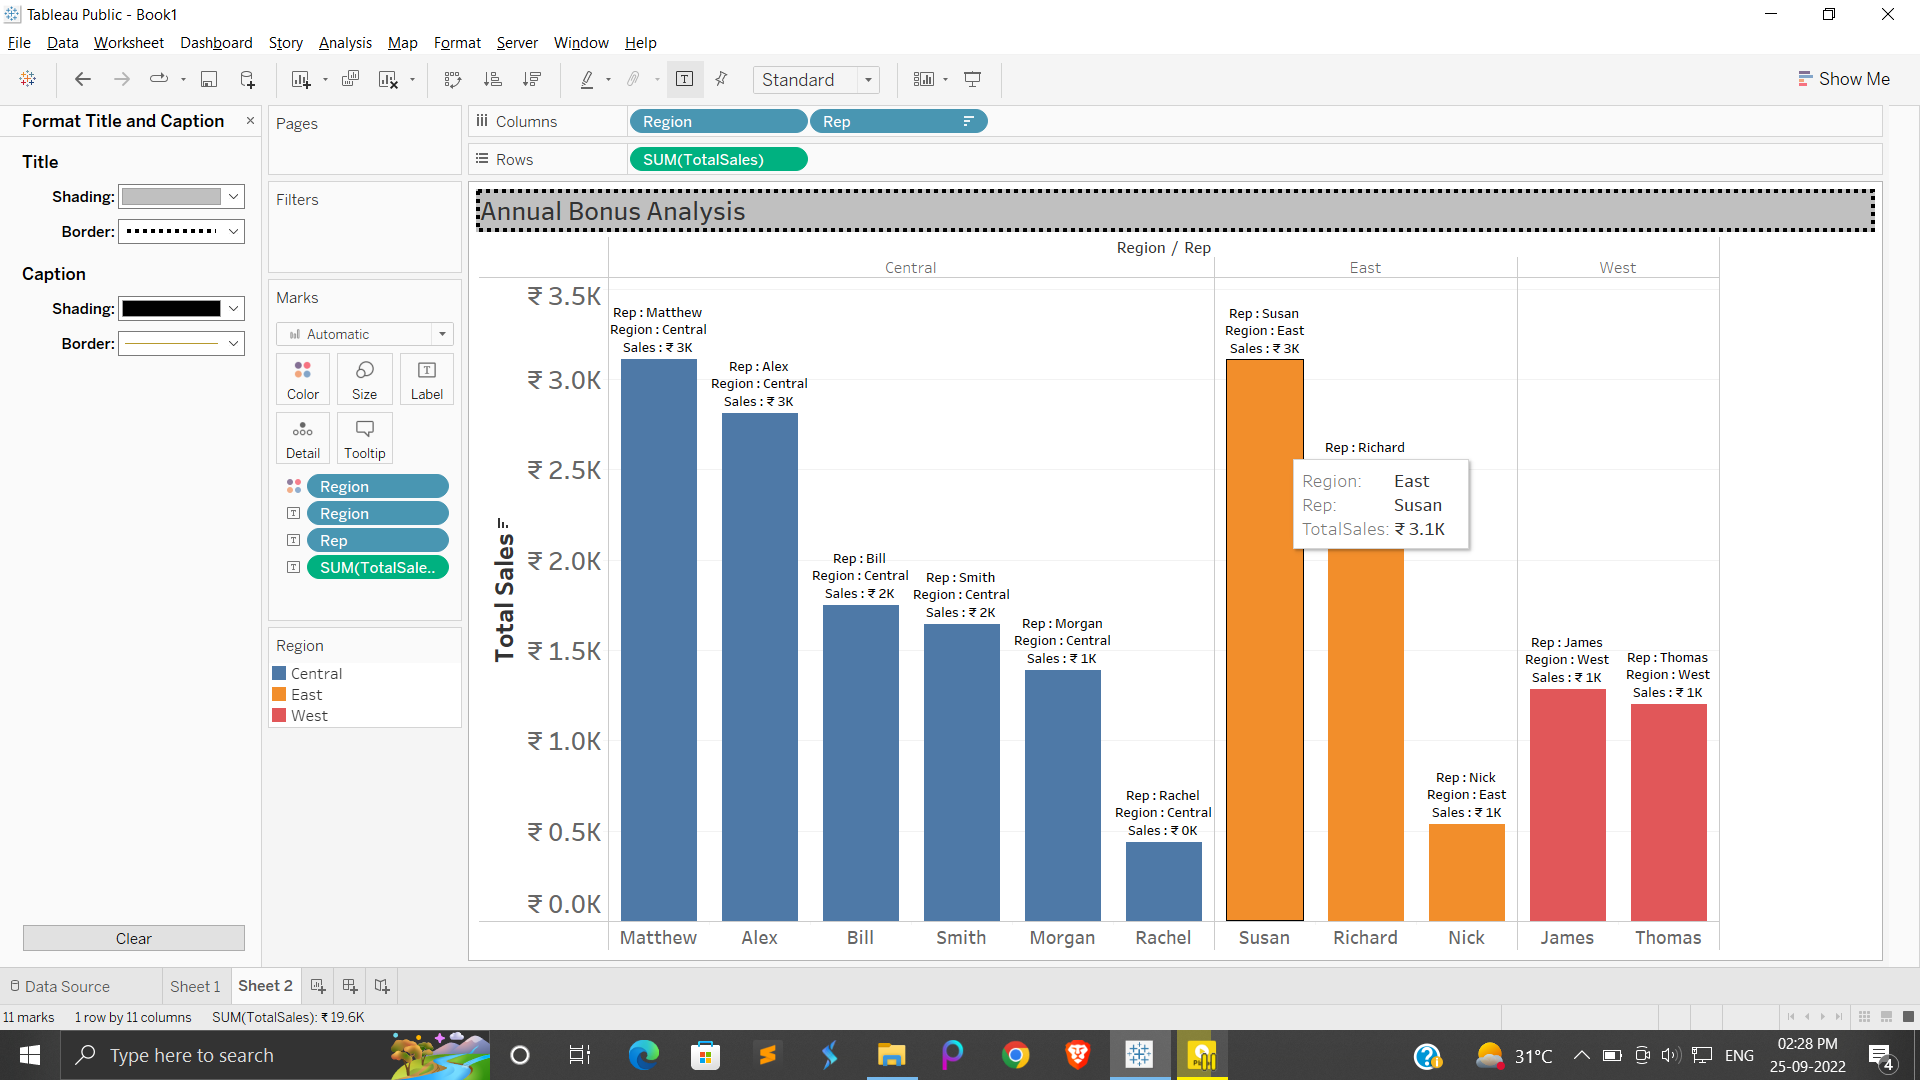 Tableau Public - Book1
File Data Worksheet Dashboard Story Analysis Map Format Server Window Help
Standard
Show Me
Format Title and Caption
Title
Shading:
Border:
Caption
Shading:
Border:
Clear
Pages
Filters
Marks
Automatic
Color Size Label
Detail Tooltip
Region
Region
Rep
SUM(TotalSale..
Region
Central
East
West
Columns Region Rep
Rows SUM(TotalSales)
Annual Bonus Analysis
Region / Rep
Central East West
Total Sales
₹ 3.5K
₹ 3.0K
₹ 2.5K
₹ 2.0K
₹ 1.5K
₹ 1.0K
₹ 0.5K
₹ 0.0K
Rep : Matthew
Region : Central
Sales : ₹ 3K
Rep : Alex
Region : Central
Sales : ₹ 3K
Rep : Bill
Region : Central
Sales : ₹ 2K
Rep : Smith
Region : Central
Sales : ₹ 2K
Rep : Morgan
Region : Central
Sales : ₹ 1K
Rep : Rachel
Region : Central
Sales : ₹ 0K
Rep : Susan
Region : East
Sales : ₹ 3K
Rep : Richard
Region: East
Rep: Susan
TotalSales: ₹ 3.1K
Rep : Nick
Region : East
Sales : ₹ 1K
Rep : James
Region : West
Sales : ₹ 1K
Rep : Thomas
Region : West
Sales : ₹ 1K
Matthew Alex Bill Smith Morgan Rachel Susan Richard Nick James Thomas
Data Source Sheet 1 Sheet 2
11 marks 1 row by 11 columns SUM(TotalSales): ₹ 19.6K
Type here to search
31°C
ENG
02:28 PM
25-09-2022
4